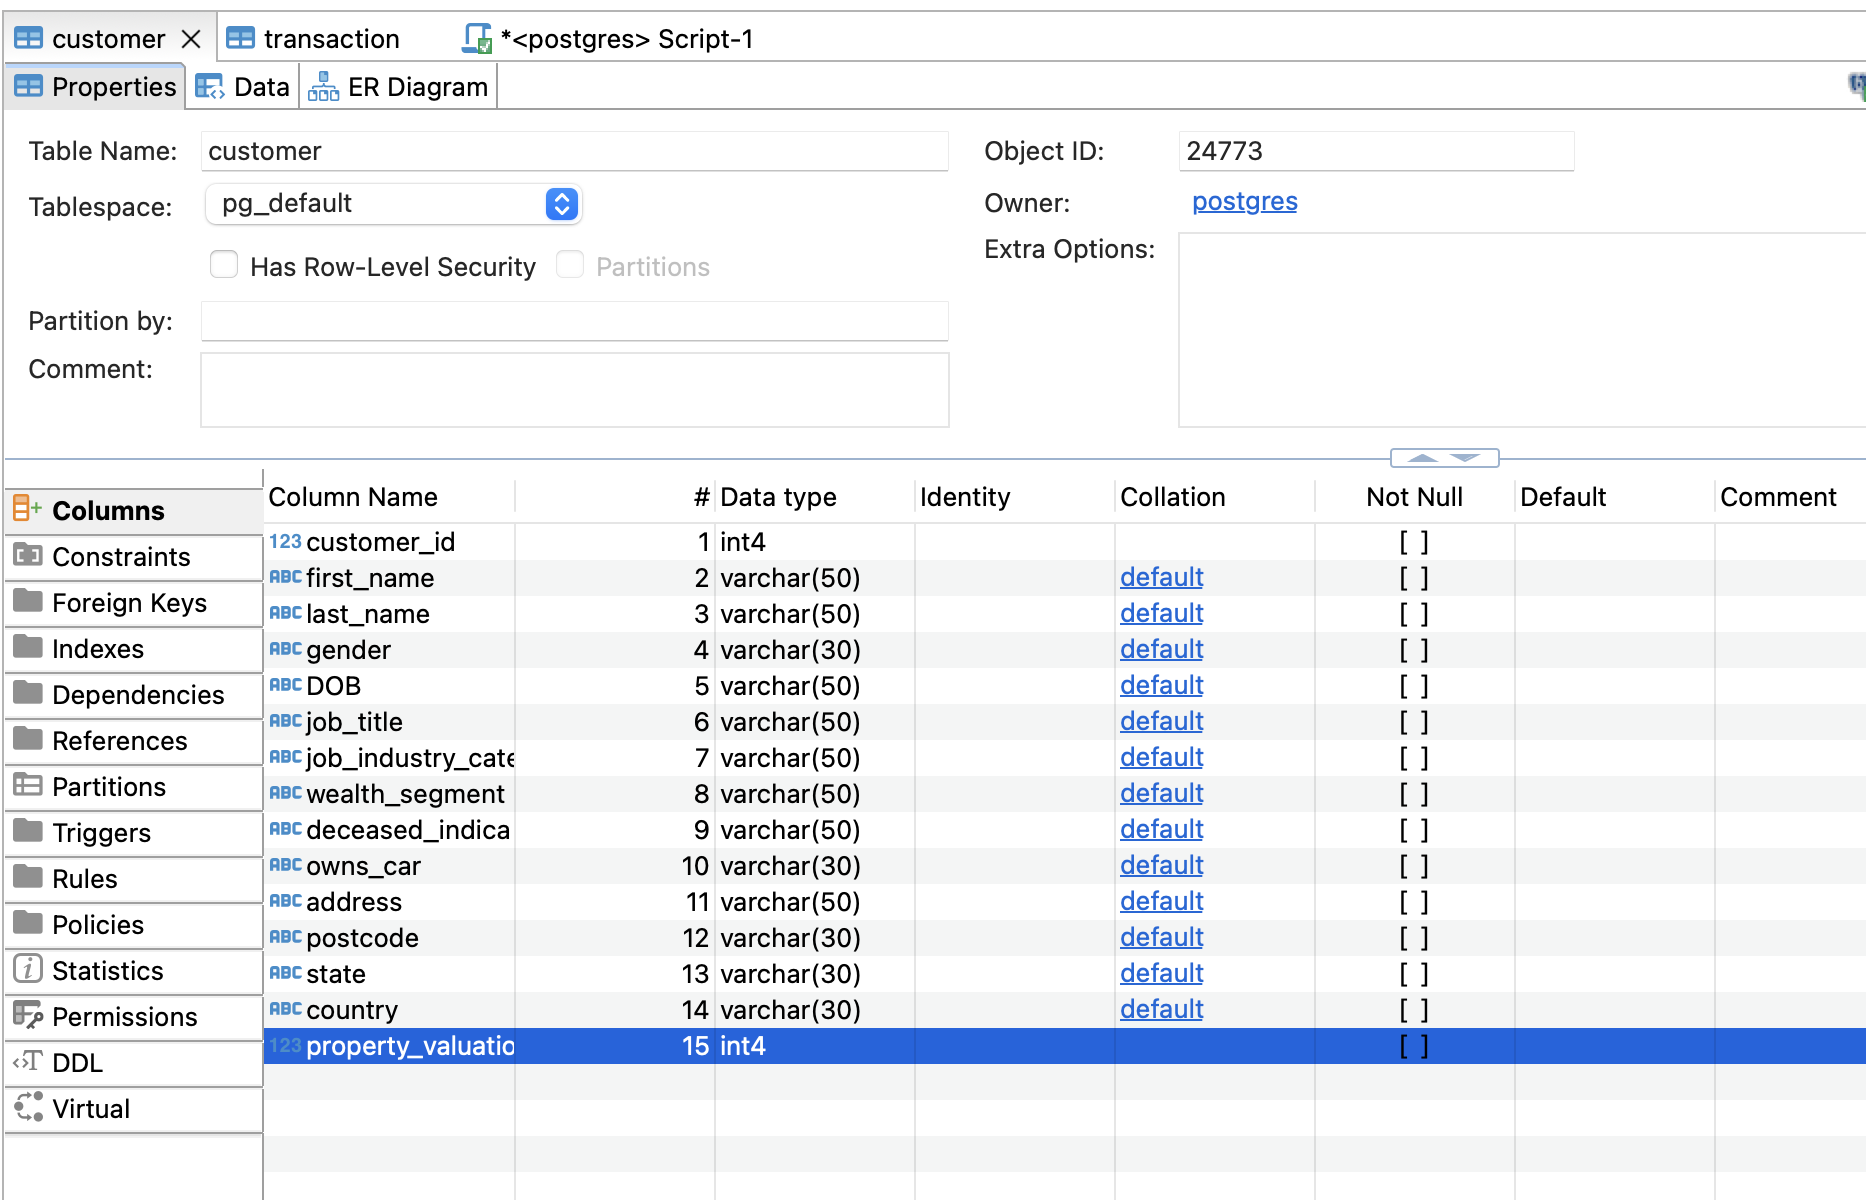 customer transaction *<postgres> Script-1
Properties Data ER Diagram
Table Name: customer Object ID: 24773
Tablespace: pg_default Owner: postgres
Has Row-Level Security Partitions Extra Options:
Partition by:
Comment:
Columns
Constraints
Foreign Keys
Indexes
Dependencies
References
Partitions
Triggers
Rules
Policies
Statistics
Permissions
DDL
Virtual
Column Name # Data type Identity Collation Not Null Default Comment
123 customer_id 1 int4 [ ]
ABC first_name 2 varchar(50) default [ ]
ABC last_name 3 varchar(50) default [ ]
ABC gender 4 varchar(30) default [ ]
ABC DOB 5 varchar(50) default [ ]
ABC job_title 6 varchar(50) default [ ]
ABC job_industry_cate 7 varchar(50) default [ ]
ABC wealth_segment 8 varchar(50) default [ ]
ABC deceased_indica 9 varchar(50) default [ ]
ABC owns_car 10 varchar(30) default [ ]
ABC address 11 varchar(50) default [ ]
ABC postcode 12 varchar(30) default [ ]
ABC state 13 varchar(30) default [ ]
ABC country 14 varchar(30) default [ ]
123 property_valuatio 15 int4 [ ]